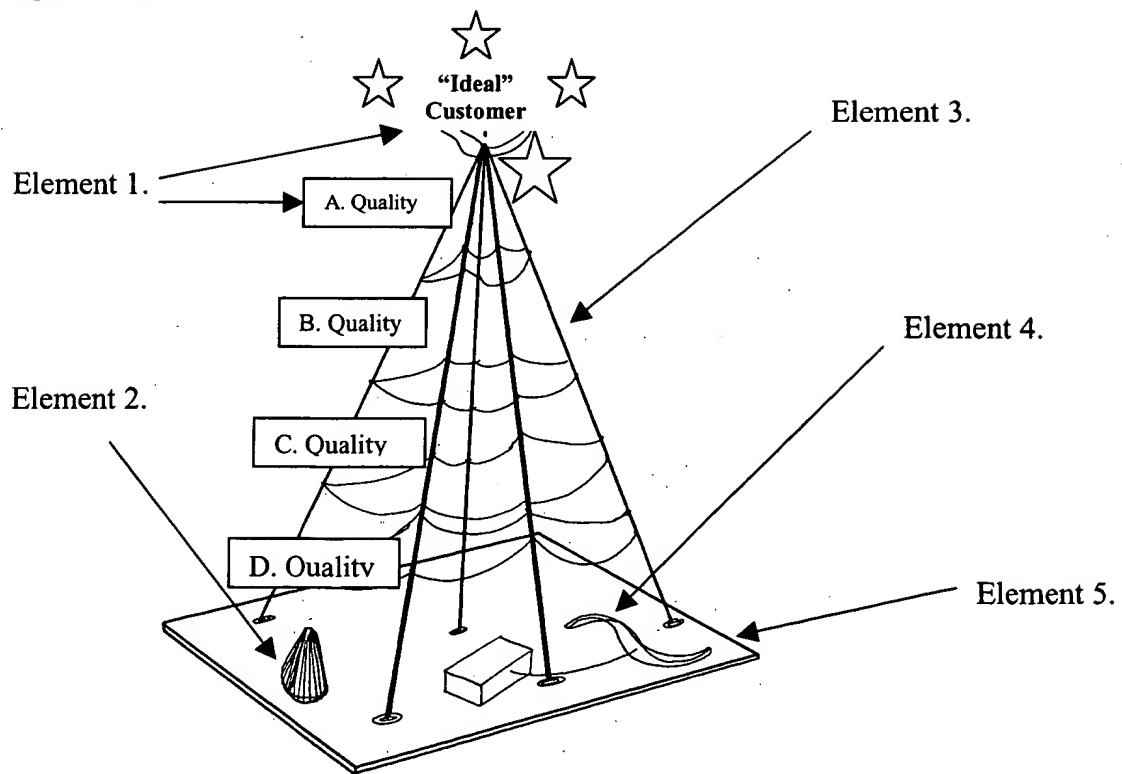 “Ideal”
Customer
Element 3.
Element 1.
A. Quality
B. Quality
Element 4.
Element 2.
C. Quality
D. Quality
Element 5.